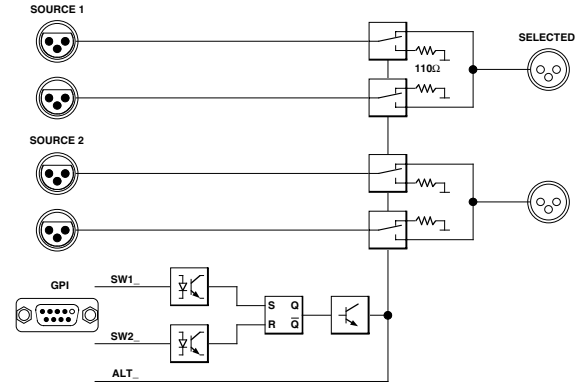 SOURCE 1
SELECTED
110Ω
SOURCE 2
GPI
SW1_
S Q
R Q̅
SW2_
ALT_